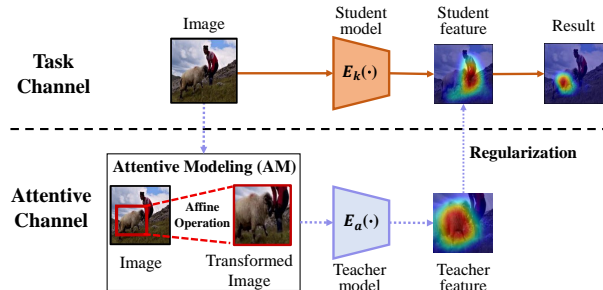 Image
Student
model
Student
feature
Result
Task
Channel
E_k(·)
Attentive Modeling (AM)
Regularization
Attentive
Channel
Affine
Operation
E_a(·)
Image
Transformed
Image
Teacher
model
Teacher
feature